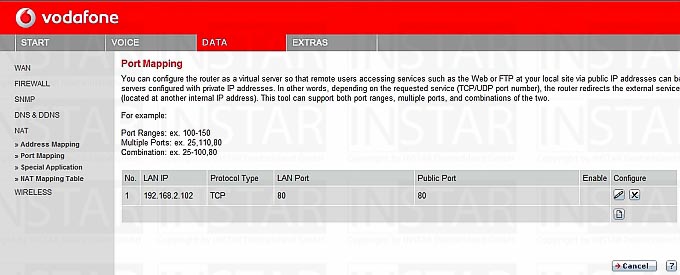 vodafone
START VOICE DATA EXTRAS
WAN
FIREWALL
SNMP
DNS & DDNS
NAT
» Address Mapping
» Port Mapping
» Special Application
» NAT Mapping Table
WIRELESS
Port Mapping
You can configure the router as a virtual server so that remote users accessing services such as the Web or FTP at your local site via public IP addresses can be
servers configured with private IP addresses. In other words, depending on the requested service (TCP/UDP port number), the router redirects the external service
(located at another internal IP address). This tool can support both port ranges, multiple ports, and combinations of the two.
For example:
Port Ranges: ex. 100-150
Multiple Ports: ex. 25,110,80
Combination: ex. 25-100,80
No. LAN IP Protocol Type LAN Port Public Port Enable Configure
1 192.168.2.102 TCP 80 80
Cancel ?
INSTAR INSTAR INSTAR